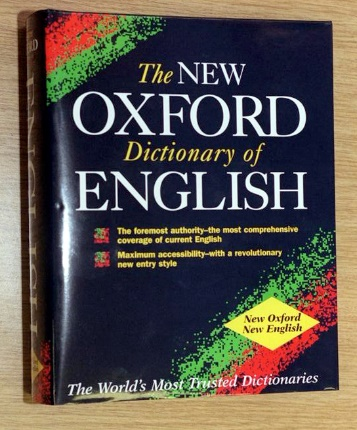 The NEW
OXFORD
Dictionary of
ENGLISH
The foremost authority–the most comprehensive
coverage of current English
Maximum accessibility–with a revolutionary
new entry style
New Oxford
New English
The World's Most Trusted Dictionaries
ENGLISH